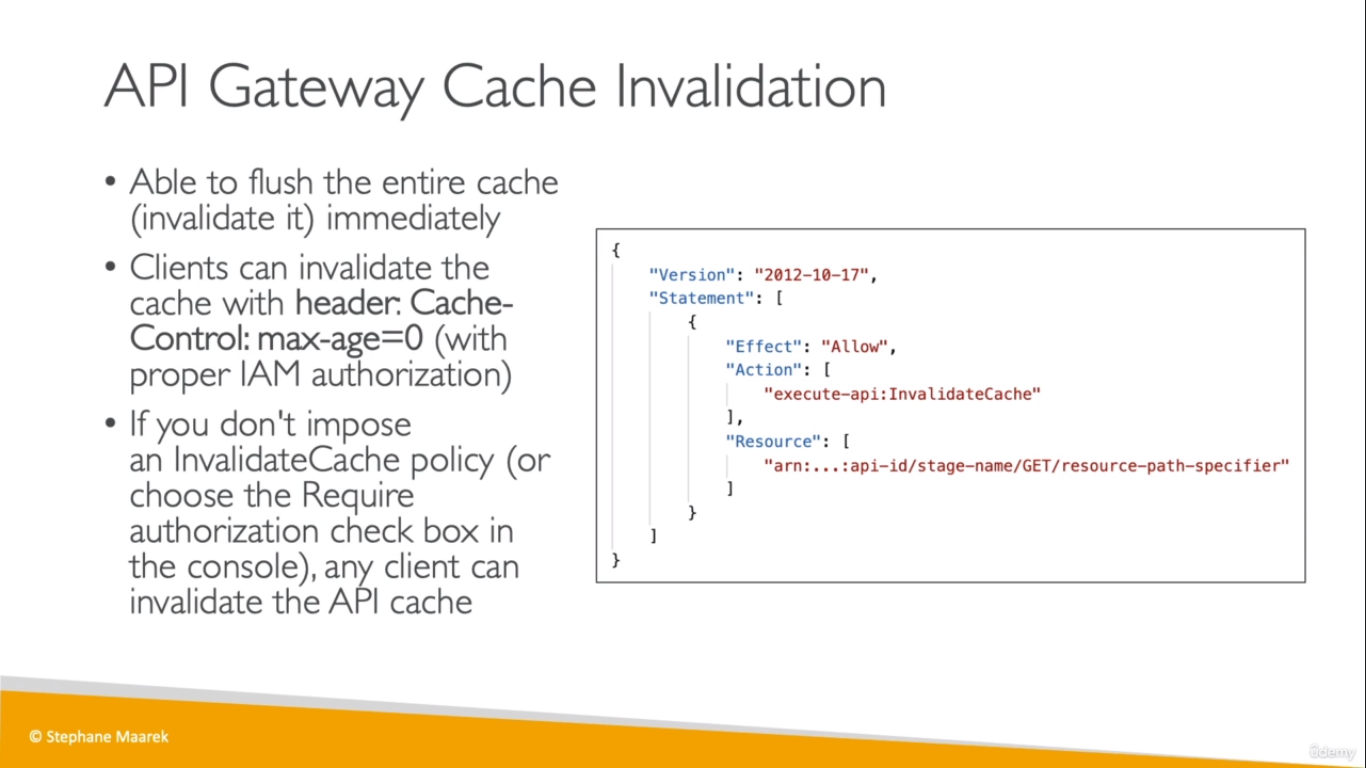 API Gateway Cache Invalidation
• Able to flush the entire cache
(invalidate it) immediately
• Clients can invalidate the
cache with header: Cache-
Control: max-age=0 (with
proper IAM authorization)
• If you don't impose
an InvalidateCache policy (or
choose the Require
authorization check box in
the console), any client can
invalidate the API cache
{
"Version": "2012-10-17",
"Statement": [
{
"Effect": "Allow",
"Action": [
"execute-api:InvalidateCache"
],
"Resource": [
"arn:...:api-id/stage-name/GET/resource-path-specifier"
]
}
]
}
© Stephane Maarek
ûdemy